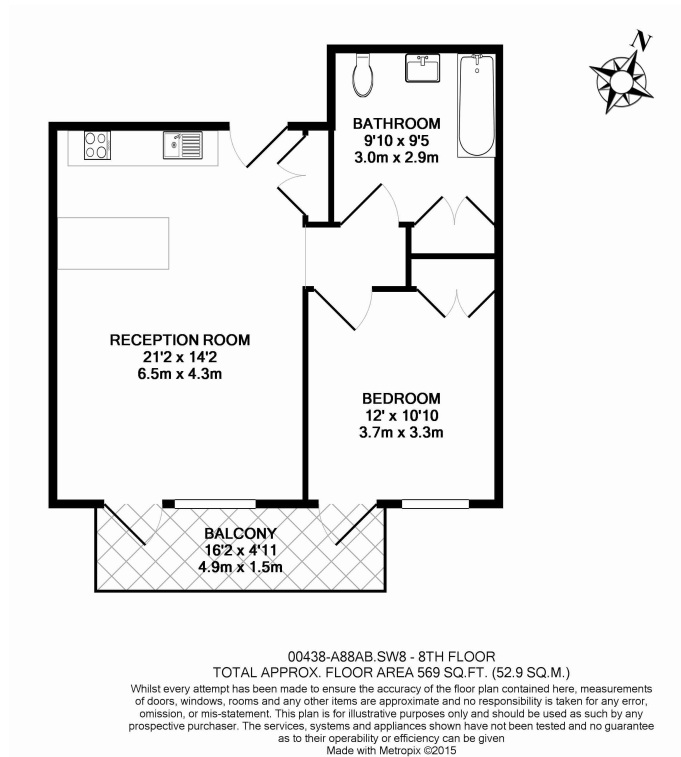 N
BATHROOM
9'10 x 9'5
3.0m x 2.9m
RECEPTION ROOM
21'2 x 14'2
6.5m x 4.3m
BEDROOM
12' x 10'10
3.7m x 3.3m
BALCONY
16'2 x 4'11
4.9m x 1.5m
00438-A88AB.SW8 - 8TH FLOOR
TOTAL APPROX. FLOOR AREA 569 SQ.FT. (52.9 SQ.M.)
Whilst every attempt has been made to ensure the accuracy of the floor plan contained here, measurements
of doors, windows, rooms and any other items are approximate and no responsibility is taken for any error,
omission, or mis-statement. This plan is for illustrative purposes only and should be used as such by any
prospective purchaser. The services, systems and appliances shown have not been tested and no guarantee
as to their operability or efficiency can be given
Made with Metropix ©2015